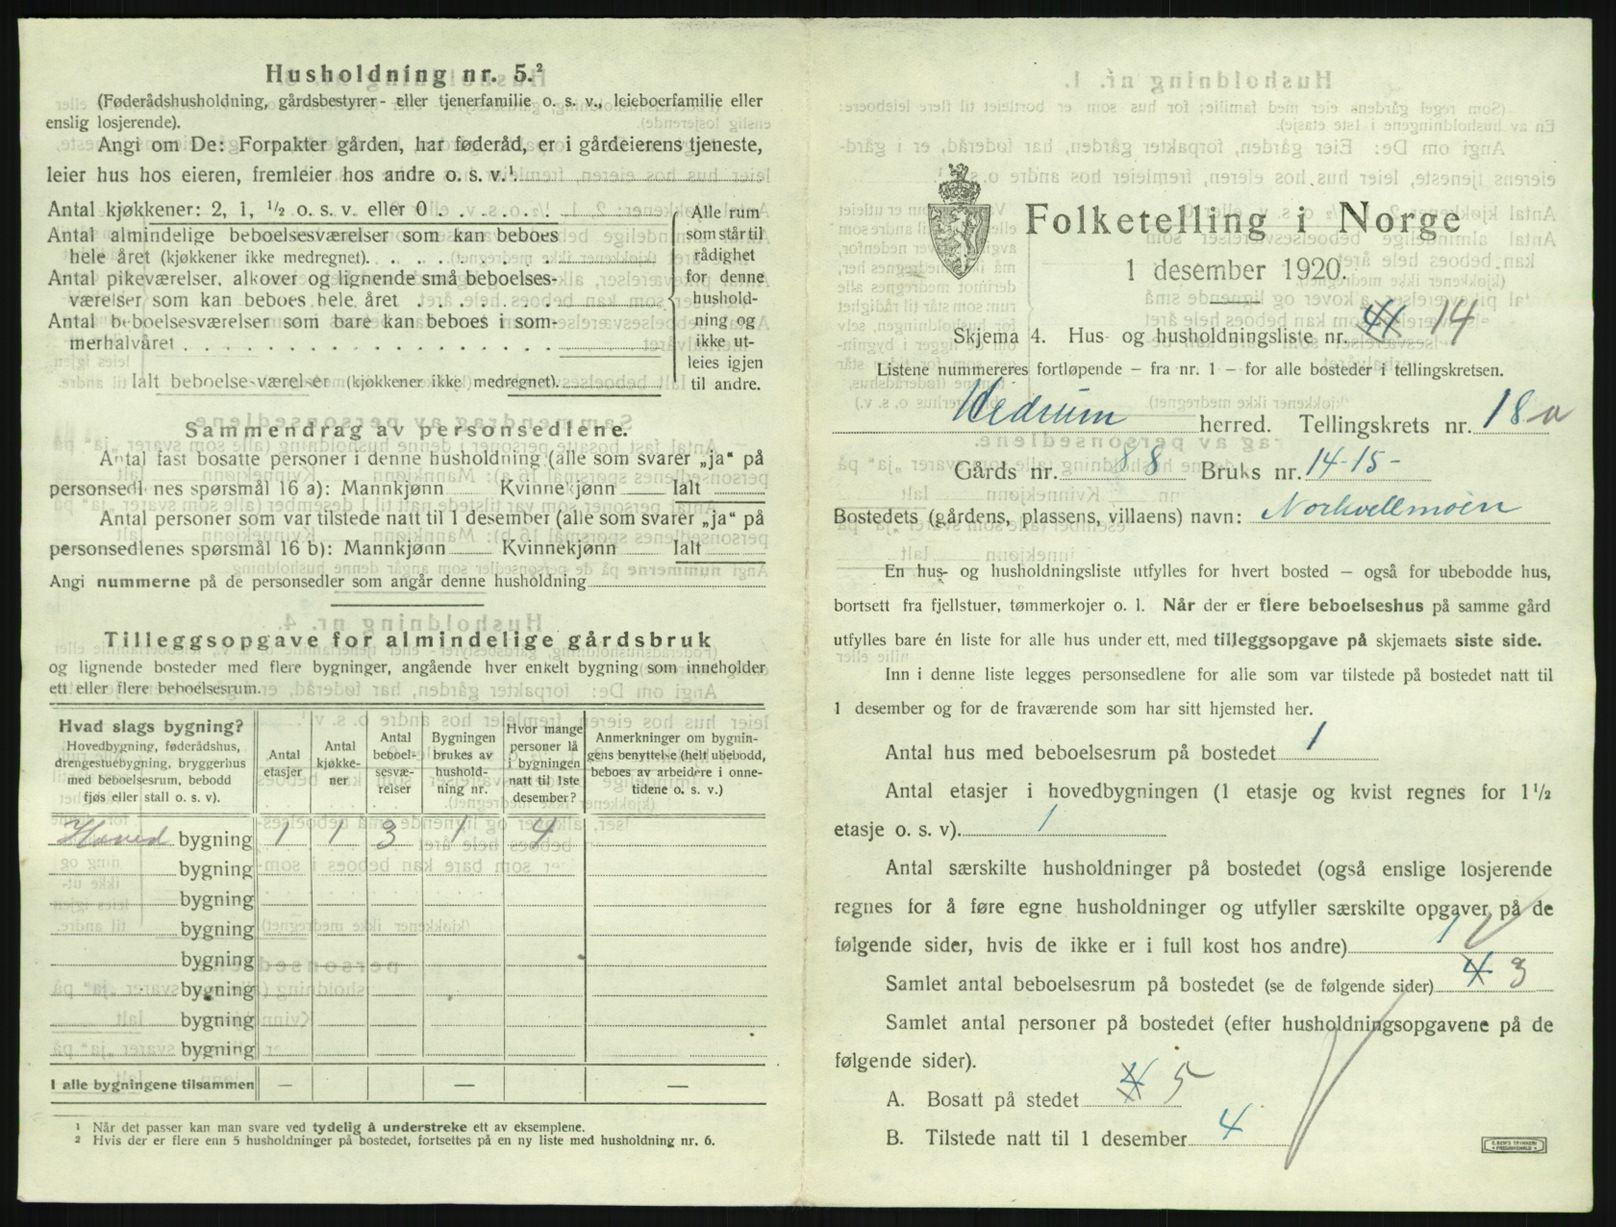 Husholdning nr. 5.²
(Føderådshusholdning, gårdsbestyrer- eller tjenerfamilie o. s. v., leieboerfamilie eller
enslig losjerende).
Angi om De: Forpakter gården, har føderåd, er i gårdeierens tjeneste,
leier hus hos eieren, fremleier hos andre o. s. v.¹.
Antal kjøkkener: 2, 1, ½ o. s. v. eller 0
Antal almindelige beboelsesværelser som kan beboes
hele året (kjøkkener ikke medregnet).
Antal pikeværelser, alkover og lignende små beboelses-
værelser som kan beboes hele året
Antal beboelsesværelser som bare kan beboes i som-
merhalvåret
Ialt beboelsesværelser (kjøkkener ikke medregnet).
Alle rum
som står til
rådighet
for denne
hushold-
ning og
ikke ut-
leies igjen
til andre.
Sammendrag av personsedlene.
Antal fast bosatte personer i denne husholdning (alle som svarer „ja“ på
personsedlenes spørsmål 16 a): Mannkjønn Kvinnekjønn Ialt
Antal personer som var tilstede natt til 1 desember (alle som svarer „ja“ på
personsedlenes spørsmål 16 b): Mannkjønn Kvinnekjønn Ialt
Angi nummerne på de personsedler som angår denne husholdning
Tilleggsopgave for almindelige gårdsbruk
og lignende bosteder med flere bygninger, angående hver enkelt bygning som inneholder
ett eller flere beboelsesrum.
Hvad slags bygning?
Hovedbygning, føderådshus,
drengestuebygning, bryggerhus
med beboelsesrum, bebodd
fjøs eller stall o. s. v).
Antal
etasjer
Antal
kjøkke-
ner
Antal
beboel-
sesvæ-
relser
Bygningen
brukes av
hushold-
ning nr.
Hvor mange
personer lå
i bygningen
natt til 1ste
desember?
Anmerkninger om bygnin-
gens benyttelse (helt ubebodd,
beboes av arbeidere i onne-
tidene o. s. v.)
Hoved bygning 1 1 3 1 4
bygning
bygning
bygning
bygning
bygning
bygning
bygning
I alle bygningene tilsammen — — —
¹ Når det passer kan man svare ved tydelig å understreke ett av eksemplene.
² Hvis der er flere enn 5 husholdninger på bostedet, fortsettes på en ny liste med husholdning nr. 6.
Folketelling i Norge
1 desember 1920.
Skjema 4. Hus- og husholdningsliste nr. 14
Listene nummereres fortløpende – fra nr. 1 – for alle bosteder i tellingskretsen.
Hedrum herred. Tellingskrets nr. 18 a
Gårds nr. 88 Bruks nr. 14-15-
Bostedets (gårdens, plassens, villaens) navn: Norkvellmoen
En hus- og husholdningsliste utfylles for hvert bosted – også for ubebodde hus,
bortsett fra fjellstuer, tømmerkojer o. l. Når der er flere beboelseshus på samme gård
utfylles bare én liste for alle hus under ett, med tilleggsopgave på skjemaets siste side.
Inn i denne liste legges personsedlene for alle som var tilstede på bostedet natt til
1 desember og for de fraværende som har sitt hjemsted her.
Antal hus med beboelsesrum på bostedet 1
Antal etasjer i hovedbygningen (1 etasje og kvist regnes for 1½
etasje o. s. v). 1
Antal særskilte husholdninger på bostedet (også enslige losjerende
regnes for å føre egne husholdninger og utfyller særskilte opgaver på de
følgende sider, hvis de ikke er i full kost hos andre) 1
Samlet antal beboelsesrum på bostedet (se de følgende sider) 4 3
Samlet antal personer på bostedet (efter husholdningsopgavene på de
følgende sider).
A. Bosatt på stedet 4 5
B. Tilstede natt til 1 desember 4